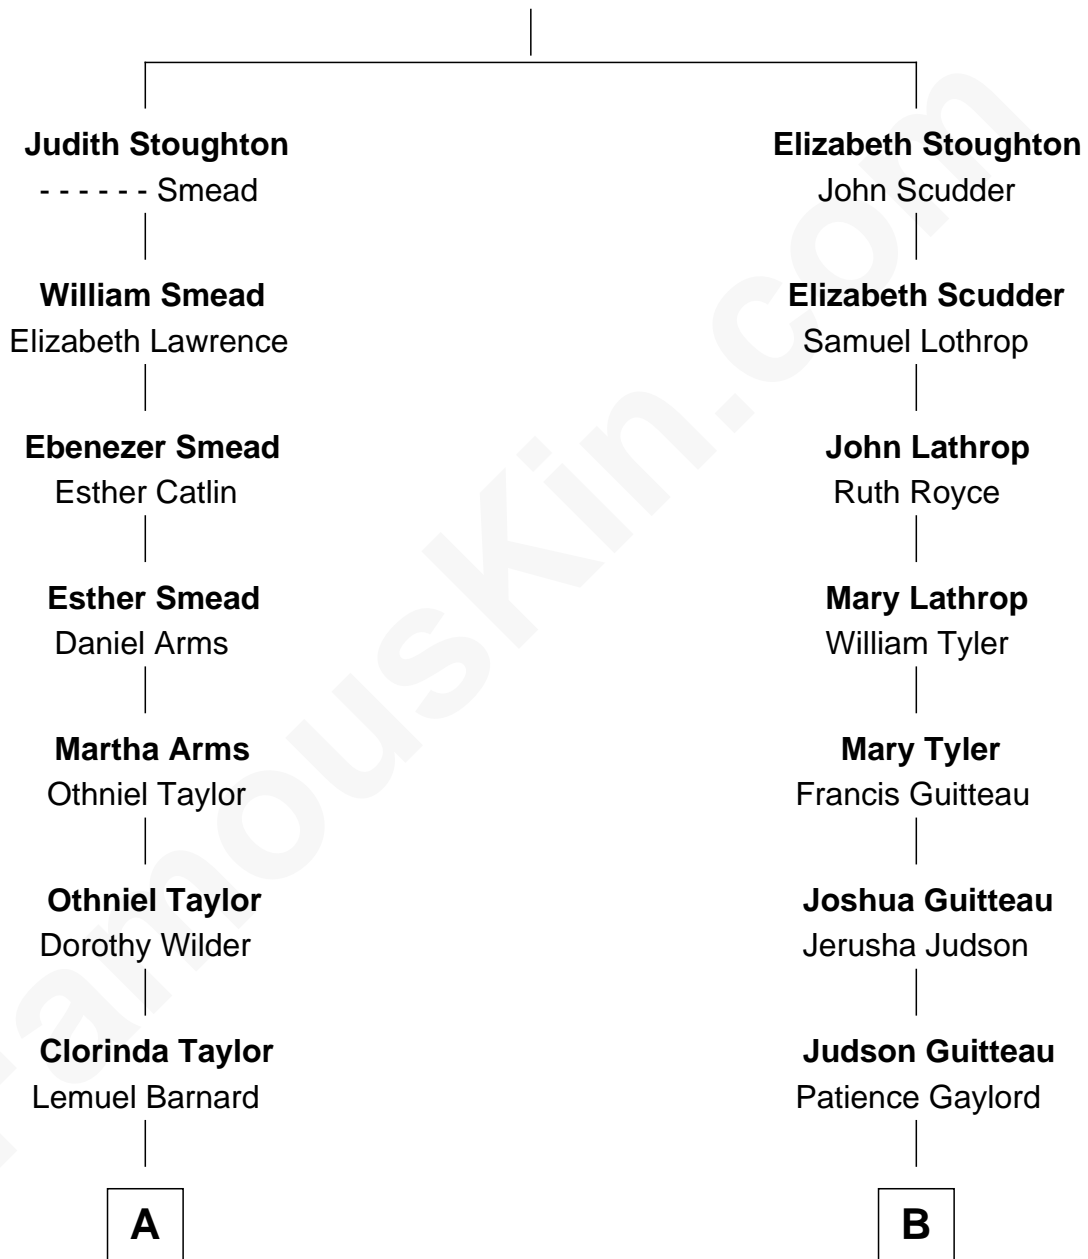 Judith Stoughton
- - - - - - Smead
William Smead
Elizabeth Lawrence
Ebenezer Smead
Esther Catlin
Esther Smead
Daniel Arms
Martha Arms
Othniel Taylor
Othniel Taylor
Dorothy Wilder
Clorinda Taylor
Lemuel Barnard
A
Elizabeth Stoughton
John Scudder
Elizabeth Scudder
Samuel Lothrop
John Lathrop
Ruth Royce
Mary Lathrop
William Tyler
Mary Tyler
Francis Guitteau
Joshua Guitteau
Jerusha Judson
Judson Guitteau
Patience Gaylord
B
FamousKin.com